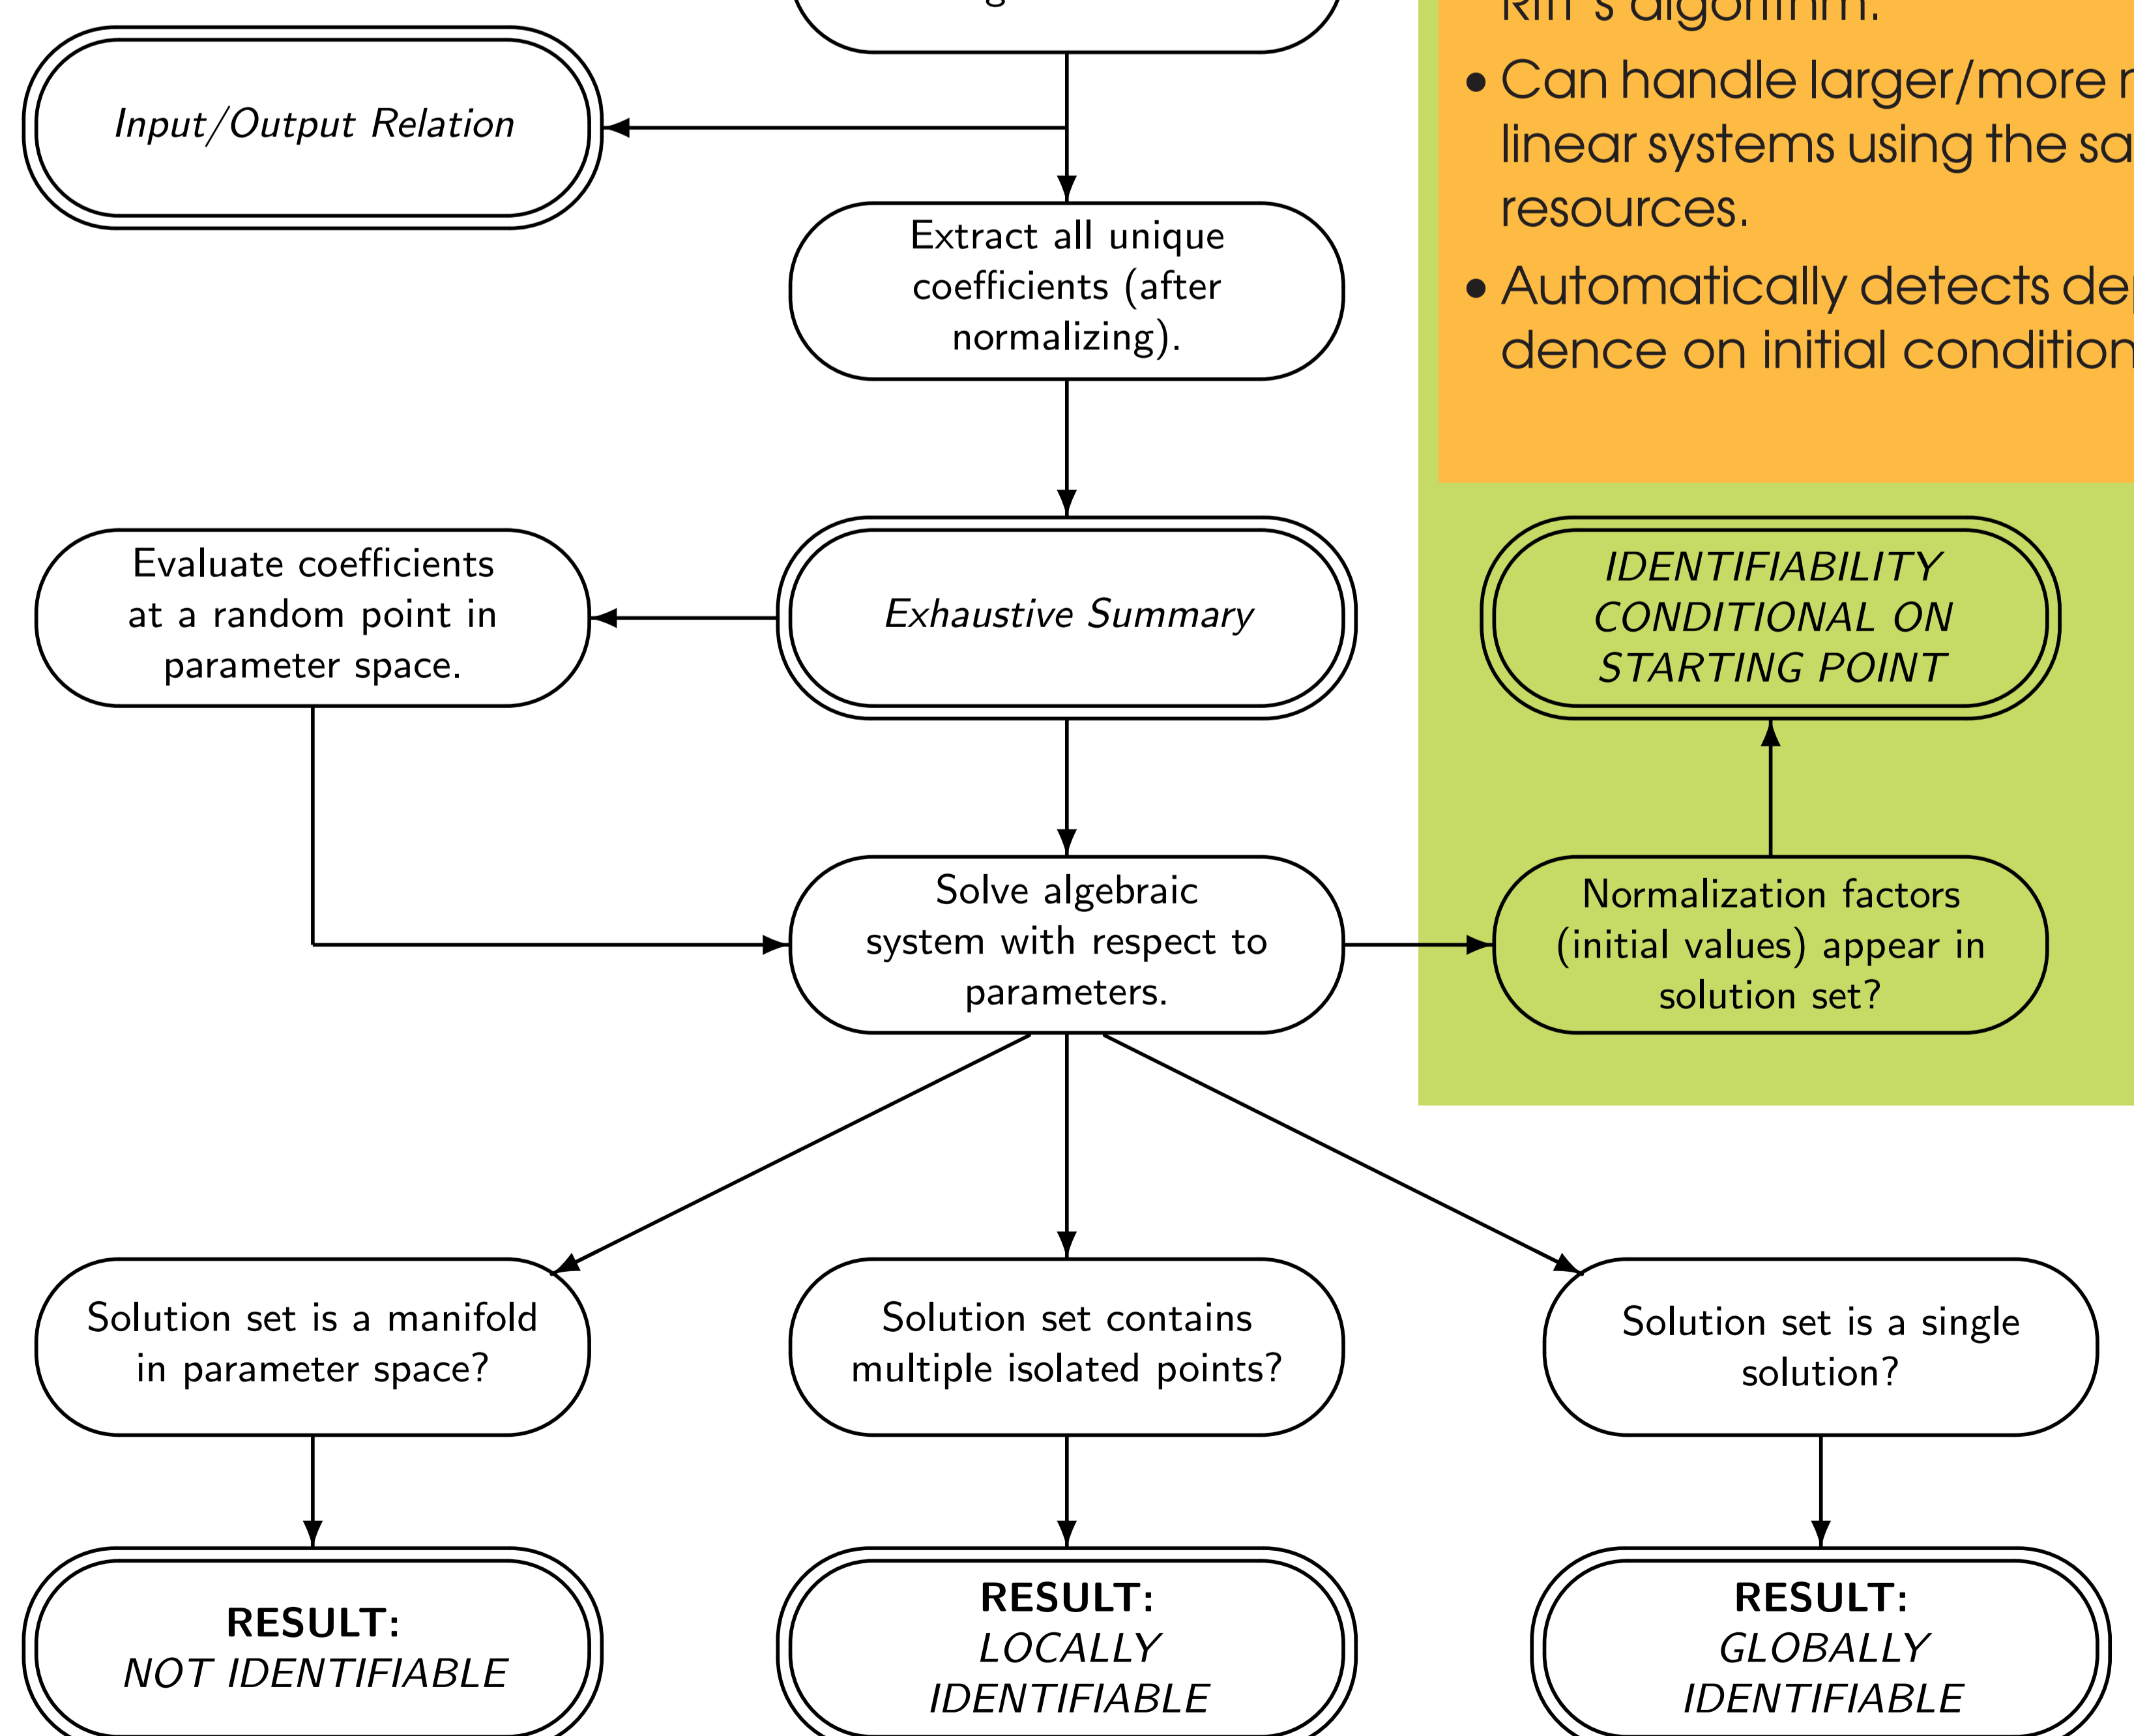 algorithm.
• Can handle larger/more
linear systems using the
resources.
• Automatically detects
dence on initial
Input/Output Relation
Extract all unique
coefficients (after
normalizing).
Evaluate coefficients
at a random point in
parameter space.
Exhaustive Summary
IDENTIFIABILITY
CONDITIONAL ON
STARTING POINT
Solve algebraic
system with respect to
parameters.
Normalization factors
(initial values) appear in
solution set?
Solution set is a manifold
in parameter space?
Solution set contains
multiple isolated points?
Solution set is a single
solution?
RESULT:
NOT IDENTIFIABLE
RESULT:
LOCALLY
IDENTIFIABLE
RESULT:
GLOBALLY
IDENTIFIABLE